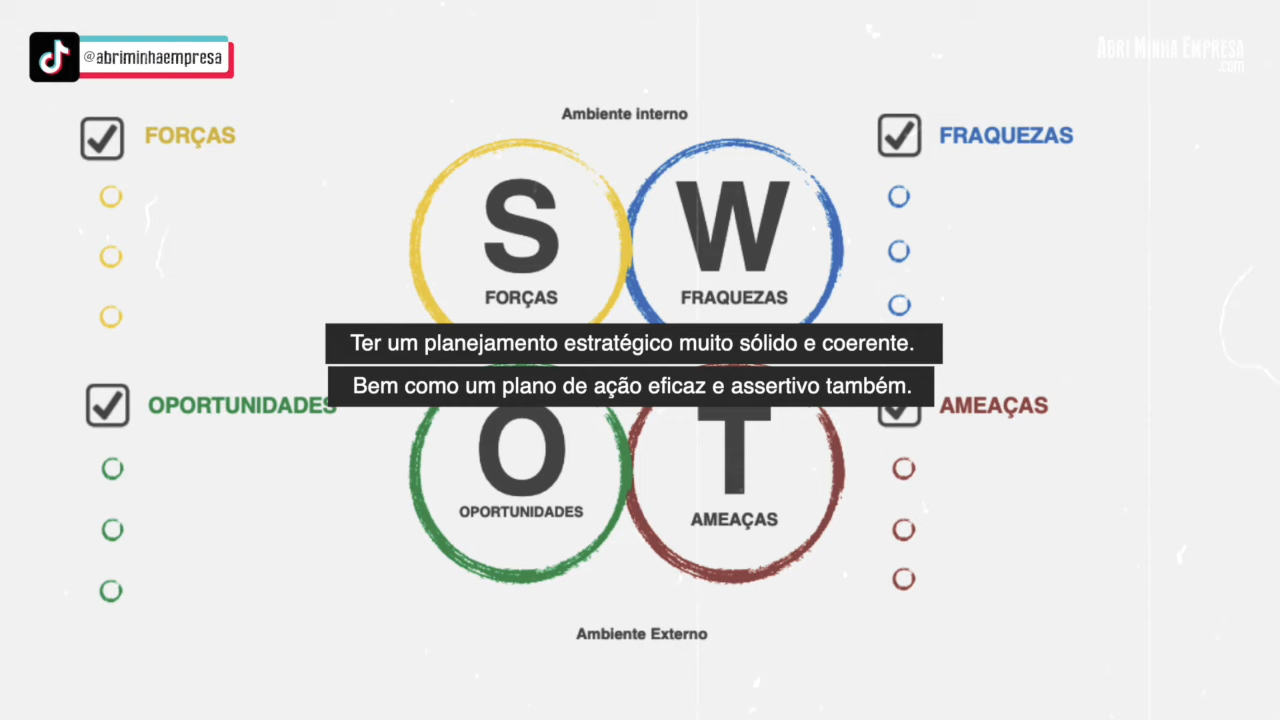 @abriminhaempresa
ABRI MINHA EMPRESA
.com
Ambiente interno
FORÇAS
FRAQUEZAS
S
FORÇAS
W
FRAQUEZAS
Ter um planejamento estratégico muito sólido e coerente.
Bem como um plano de ação eficaz e assertivo também.
OPORTUNIDADES
AMEAÇAS
O
OPORTUNIDADES
T
AMEAÇAS
Ambiente Externo